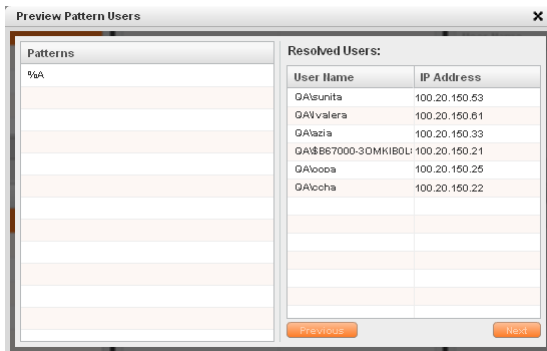 Preview Pattern Users
Patterns
%A
Resolved Users:
User Name IP Address
QA\sunita 100.20.150.53
QA\lvalera 100.20.150.61
QA\azia 100.20.150.33
100.20.150.21
QA\oopa 100.20.150.25
QA\ocha 100.20.150.22
Previous Next